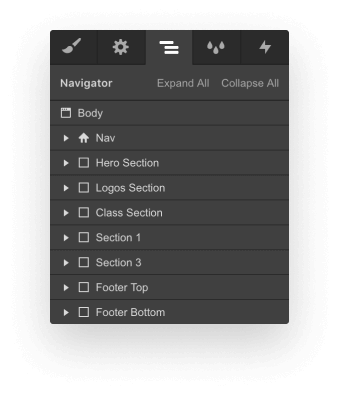 Navigator Expand All Collapse All
Body
Nav
Hero Section
Logos Section
Class Section
Section 1
Section 3
Footer Top
Footer Bottom